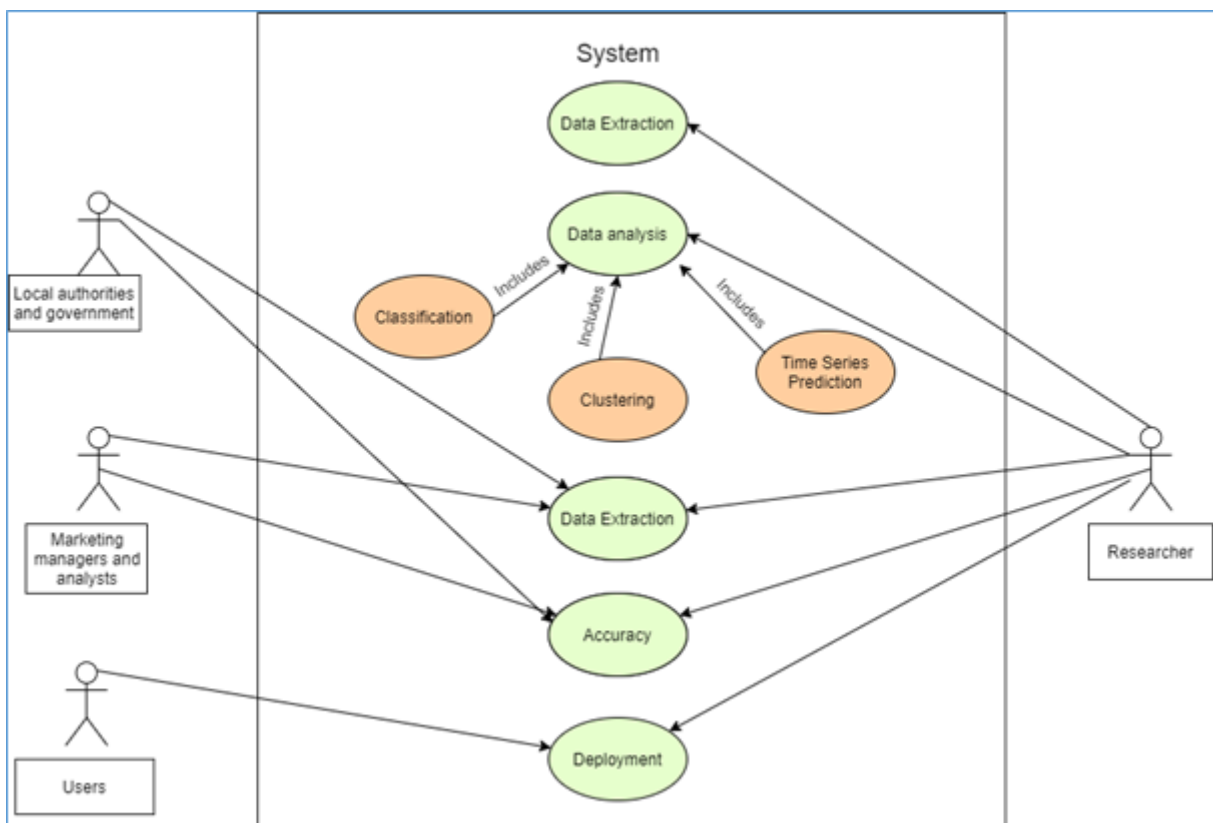 System
Data Extraction
Data analysis
Local authorities
and government
Includes
Includes
Includes
Classification
Time Series
Prediction
Clustering
Data Extraction
Marketing
managers and
analysts
Researcher
Accuracy
Deployment
Users